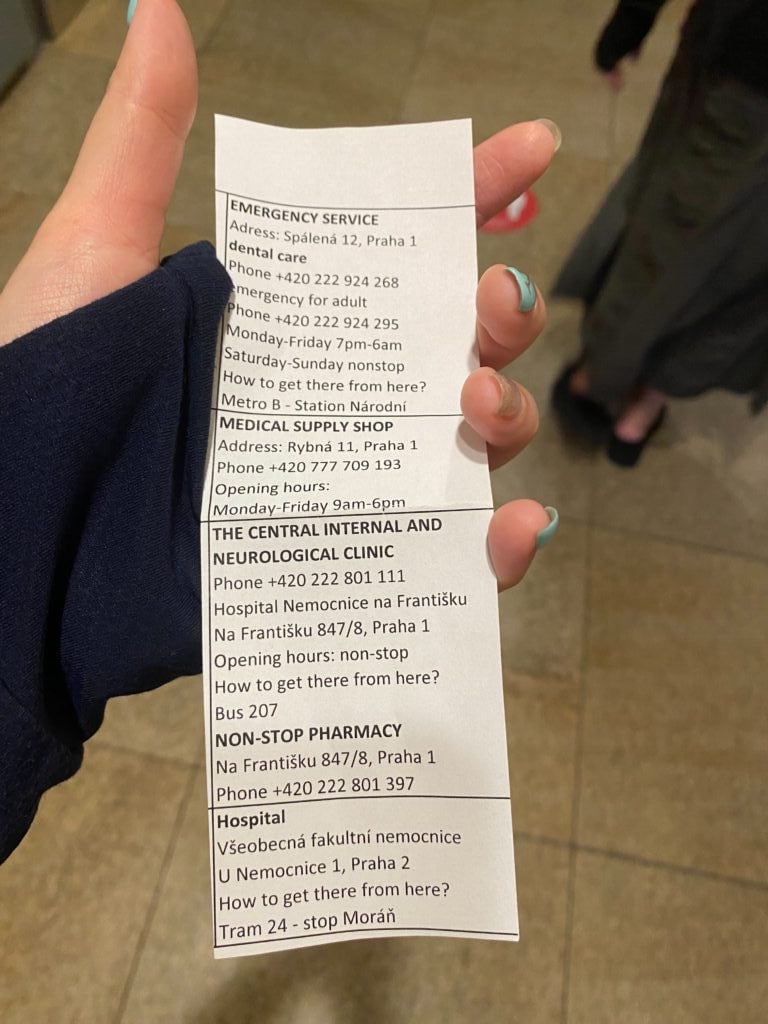 EMERGENCY SERVICE
Adress: Spálená 12, Praha 1
dental care
Phone +420 222 924 268
emergency for adult
Phone +420 222 924 295
Monday-Friday 7pm-6am
Saturday-Sunday nonstop
How to get there from here?
Metro B - Station Národní
MEDICAL SUPPLY SHOP
Address: Rybná 11, Praha 1
Phone +420 777 709 193
Opening hours:
Monday-Friday 9am-6pm
THE CENTRAL INTERNAL AND
NEUROLOGICAL CLINIC
Phone +420 222 801 111
Hospital Nemocnice na Františku
Na Františku 847/8, Praha 1
Opening hours: non-stop
How to get there from here?
Bus 207
NON-STOP PHARMACY
Na Františku 847/8, Praha 1
Phone +420 222 801 397
Hospital
Všeobecná fakultní nemocnice
U Nemocnice 1, Praha 2
How to get there from here?
Tram 24 - stop Moráň